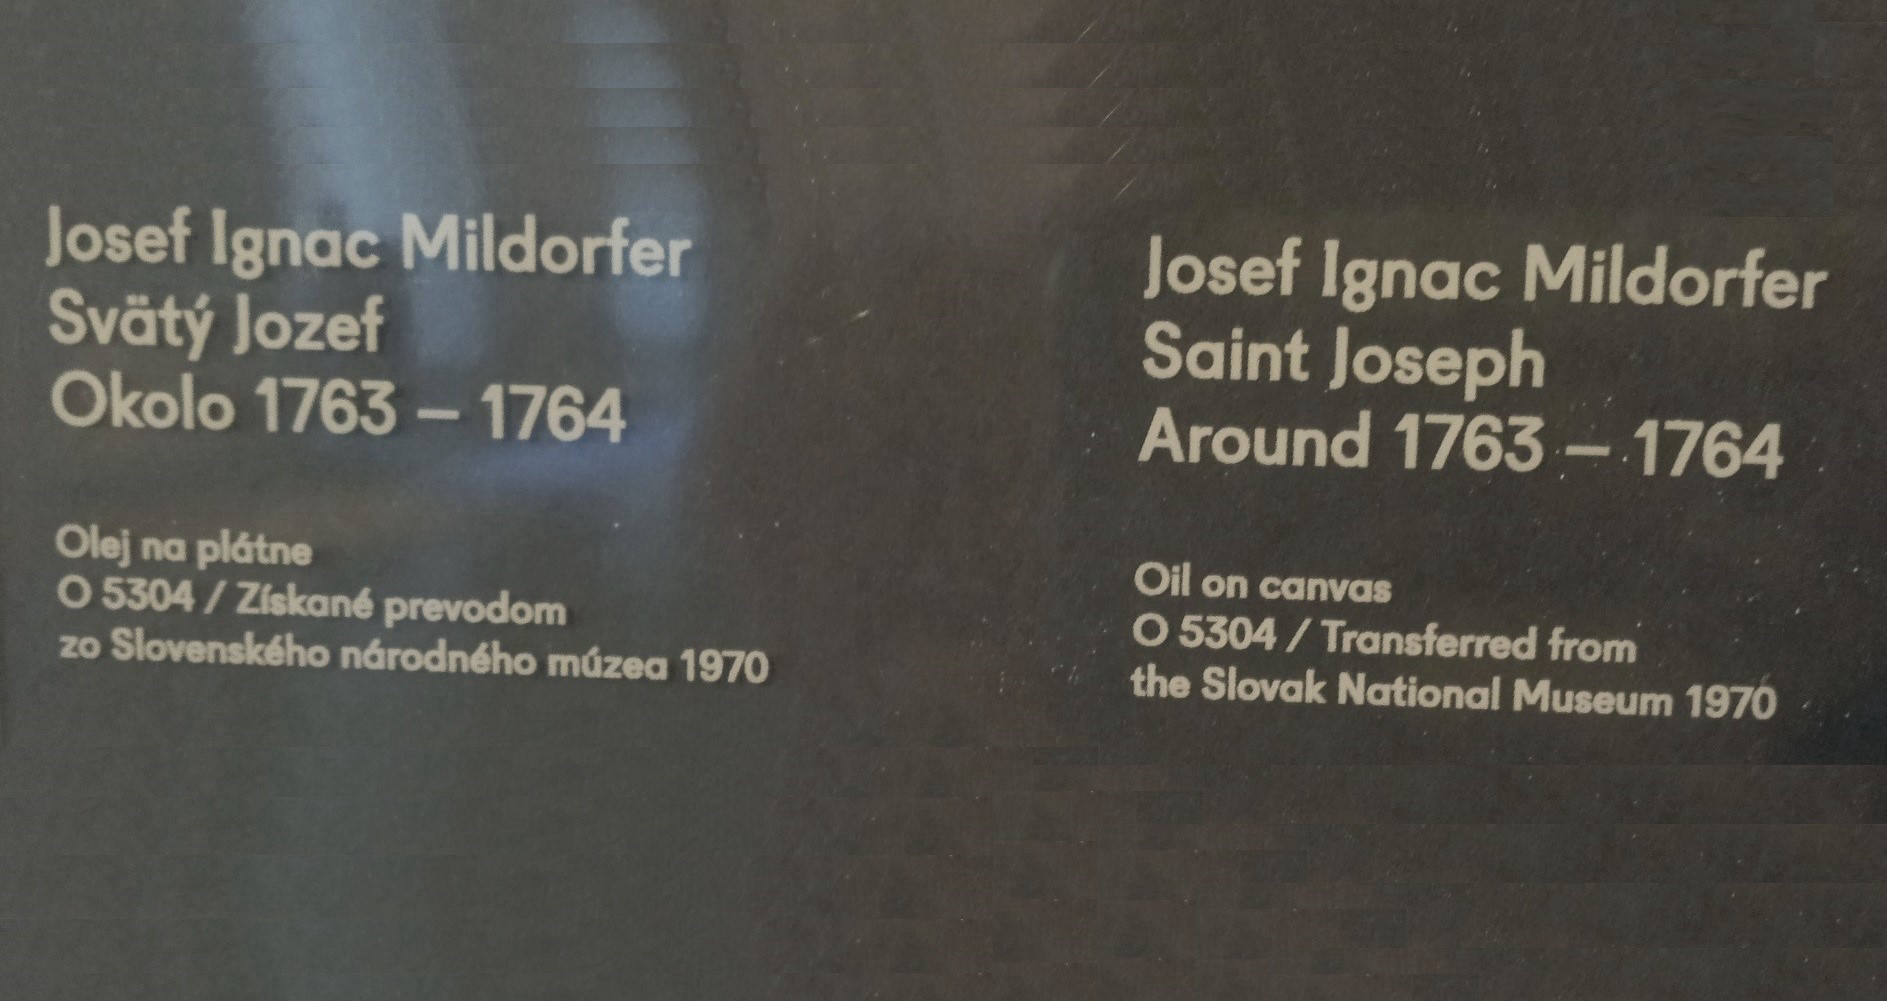 Josef Ignac Mildorfer
Svätý Jozef
Okolo 1763 – 1764
Olej na plátne
O 5304 / Získané prevodom
zo Slovenského národného múzea 1970
Josef Ignac Mildorfer
Saint Joseph
Around 1763 – 1764
Oil on canvas
O 5304 / Transferred from
the Slovak National Museum 1970